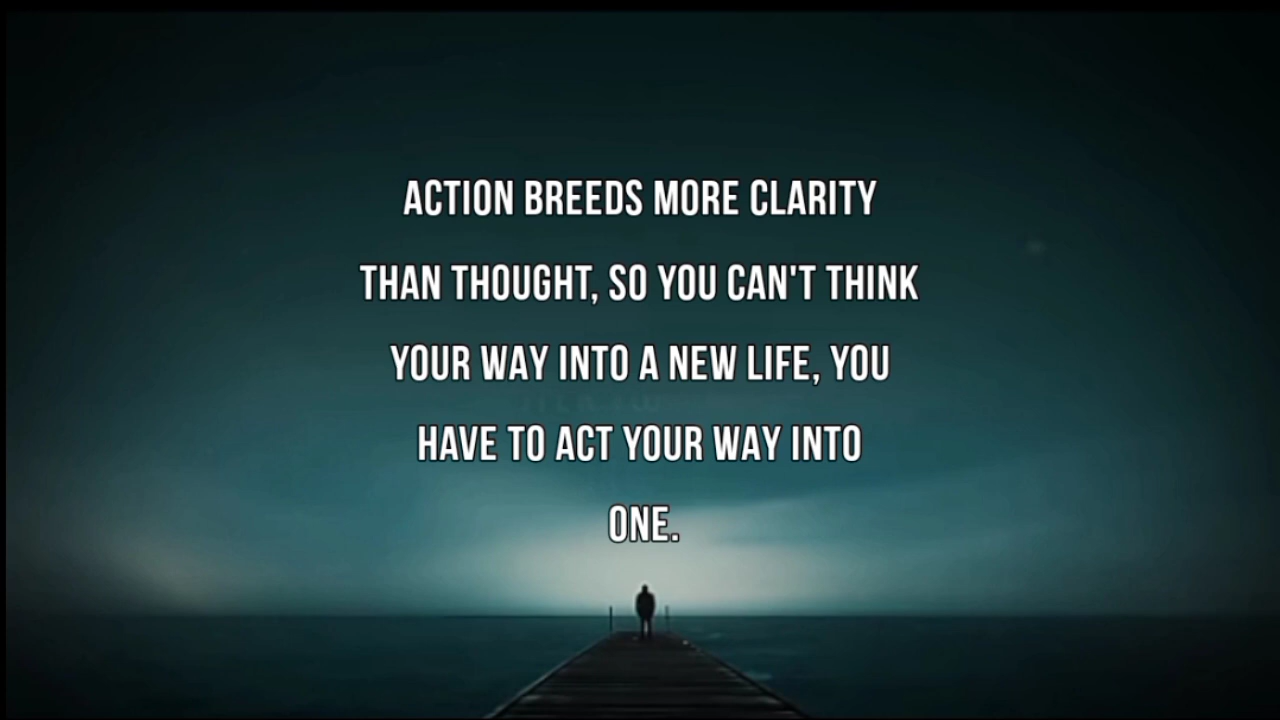 ACTION BREEDS MORE CLARITY
THAN THOUGHT, SO YOU CAN'T THINK
YOUR WAY INTO A NEW LIFE, YOU
HAVE TO ACT YOUR WAY INTO
ONE.